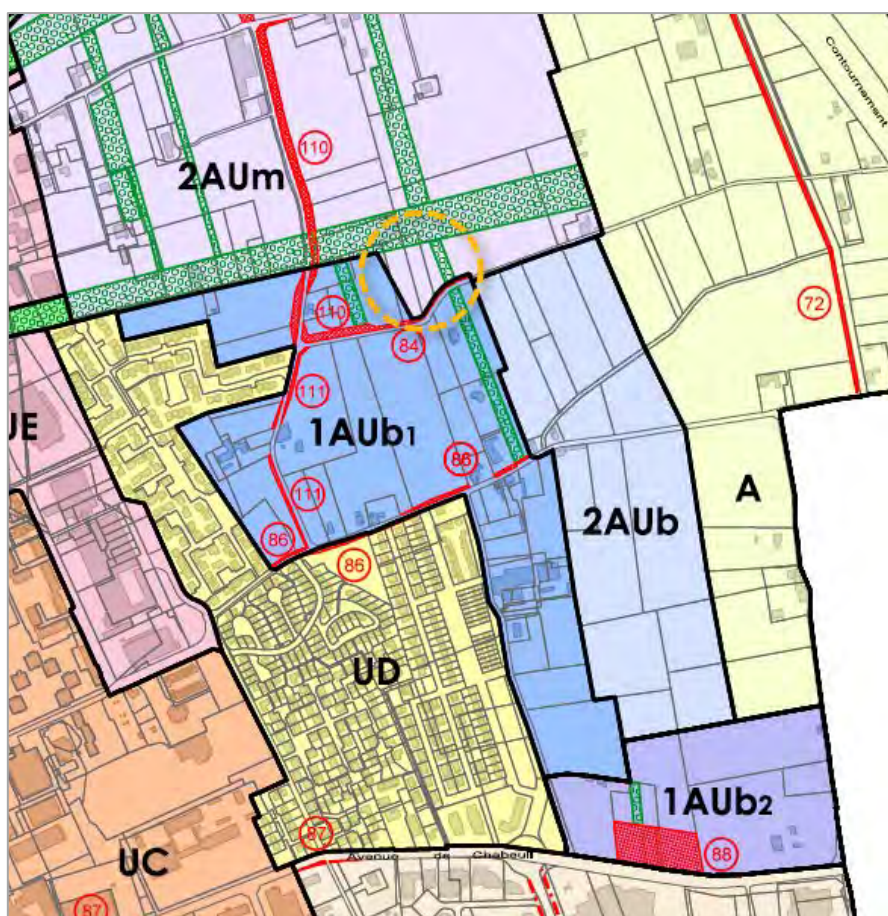 Contournement
110
2AUm
72
110
84
111
UE
1AUb1
86
2AUb
A
111
86
86
UD
87
1AUb2
UC
Avenue de Chabeuil
88
87